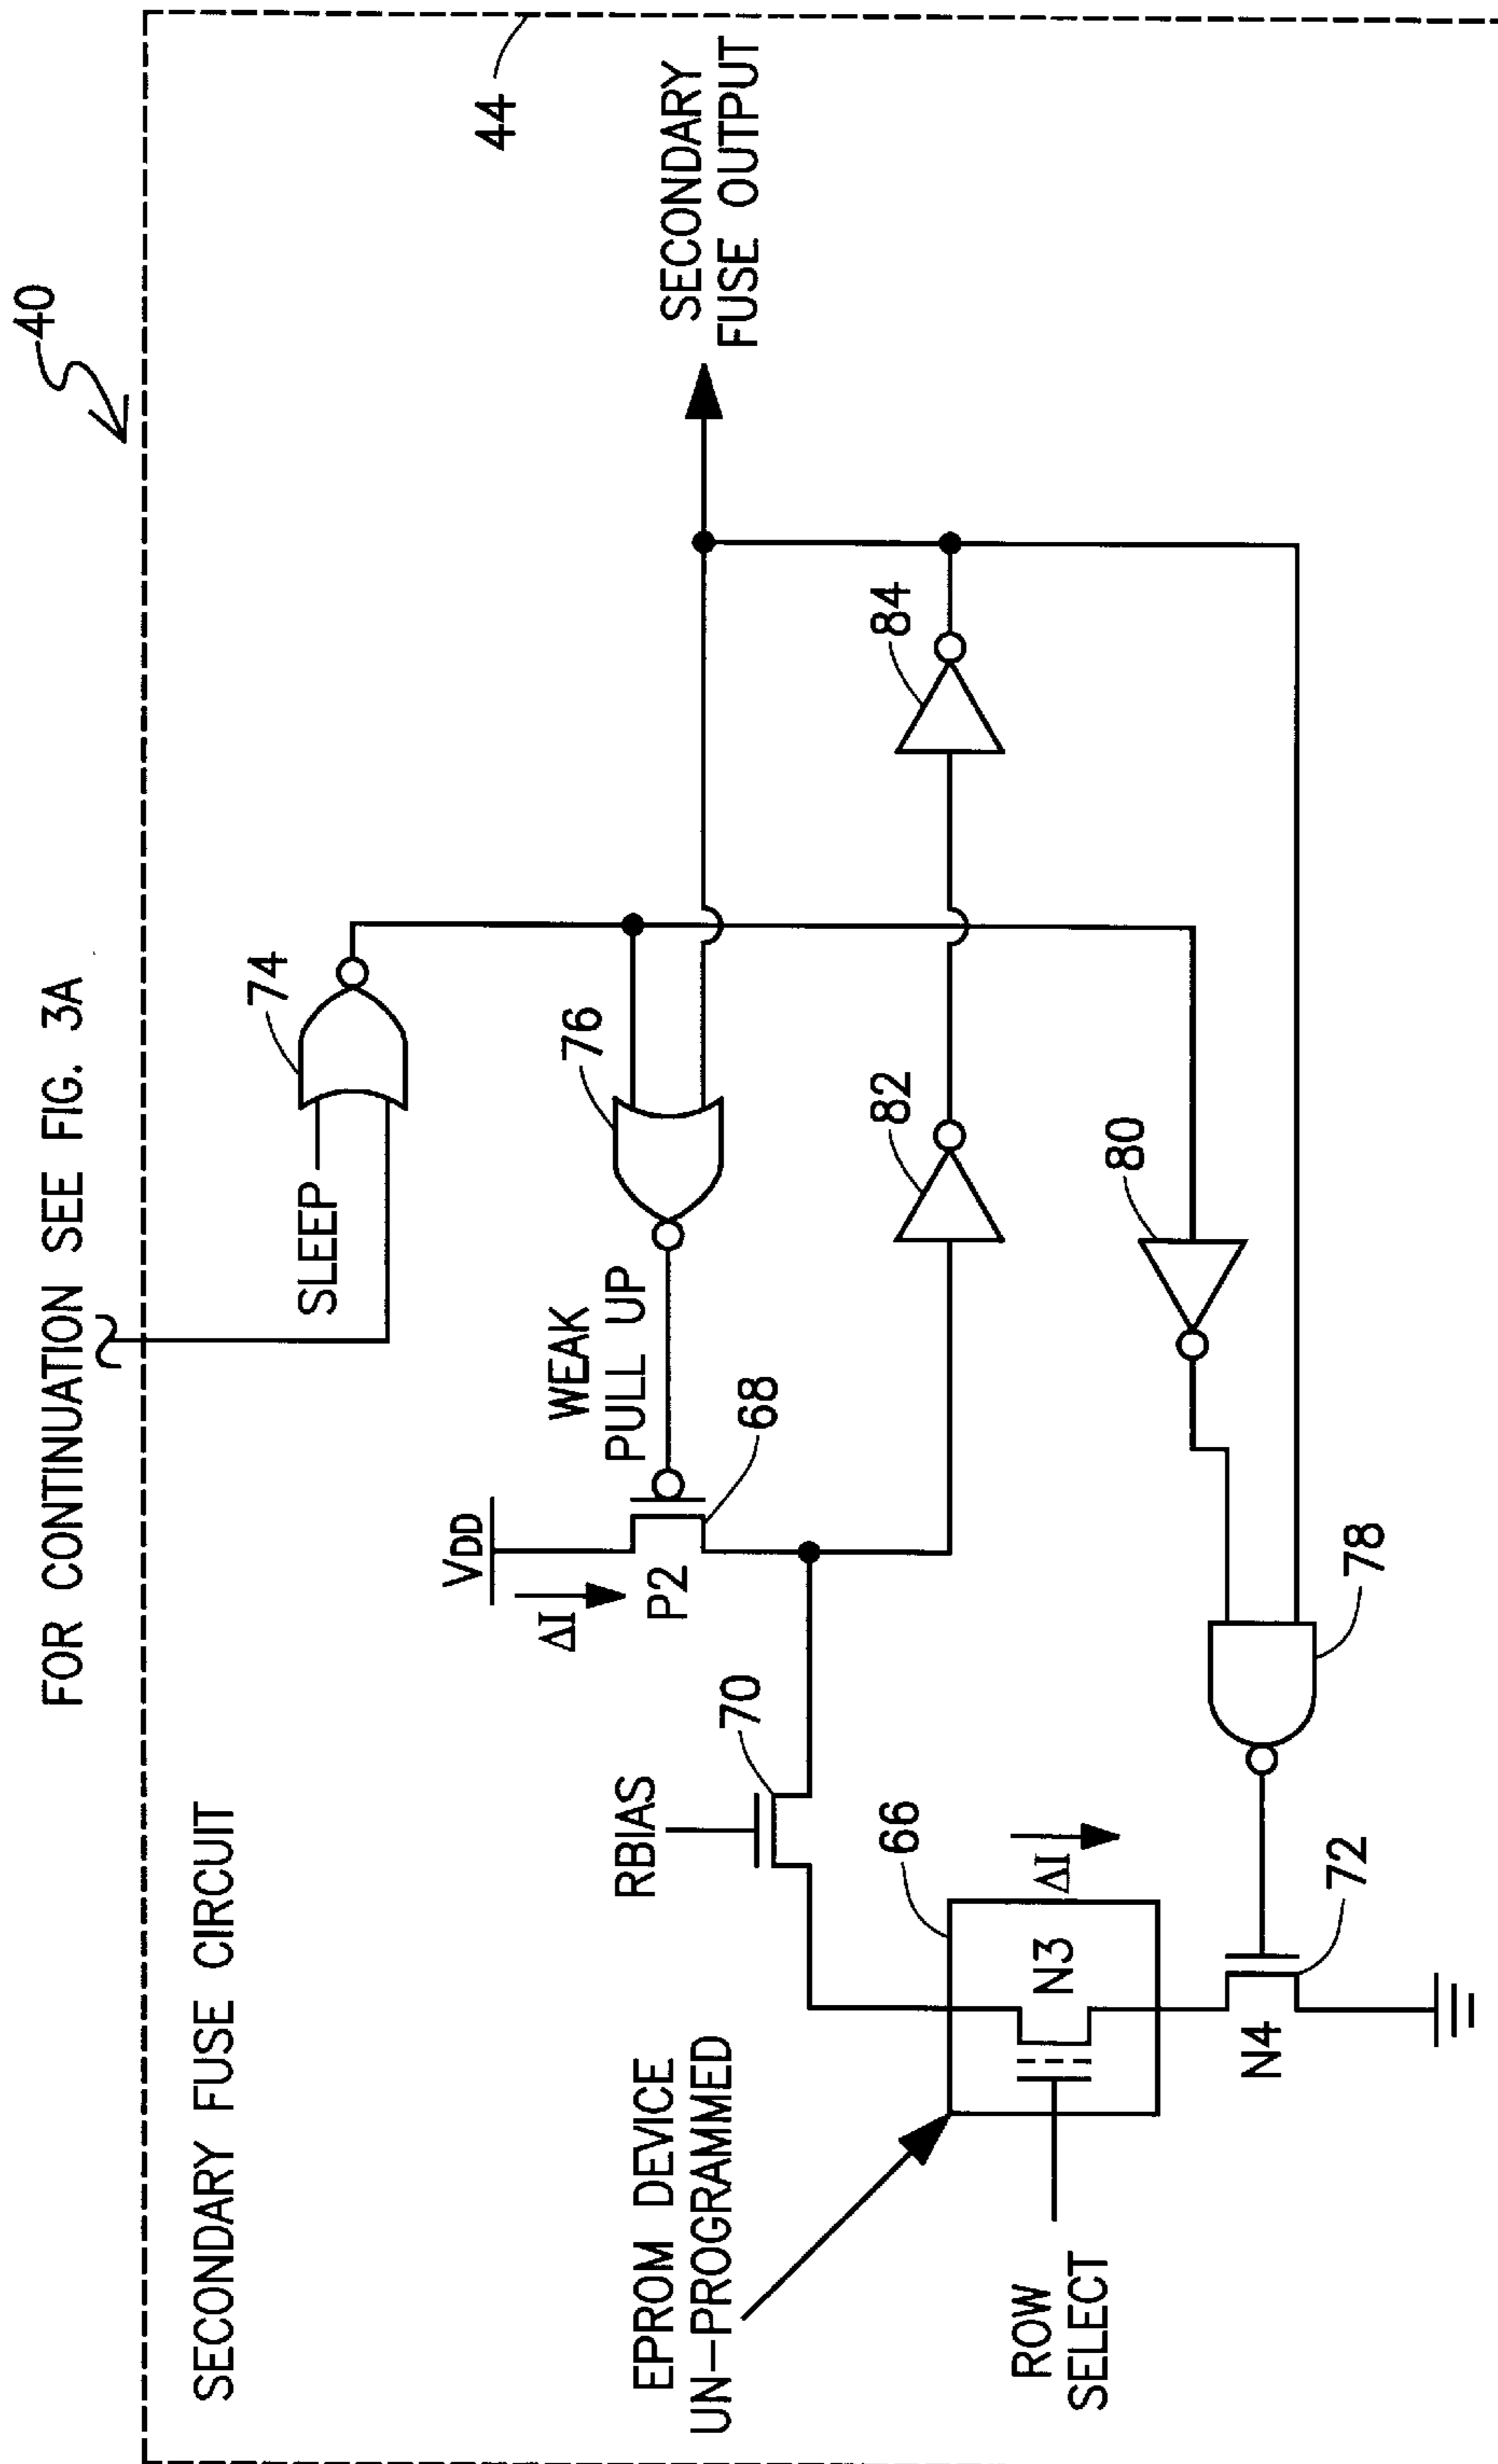 FOR CONTINUATION SEE FIG. 3A
40
SECONDARY FUSE CIRCUIT
44
SLEEP
74
VDD
ΔI
WEAK
PULL UP
76
P2
68
SECONDARY
FUSE OUTPUT
RBIAS
70
EPROM DEVICE
UN-PROGRAMMED
66
82
84
N3
ΔI
ROW
SELECT
80
N4
72
78